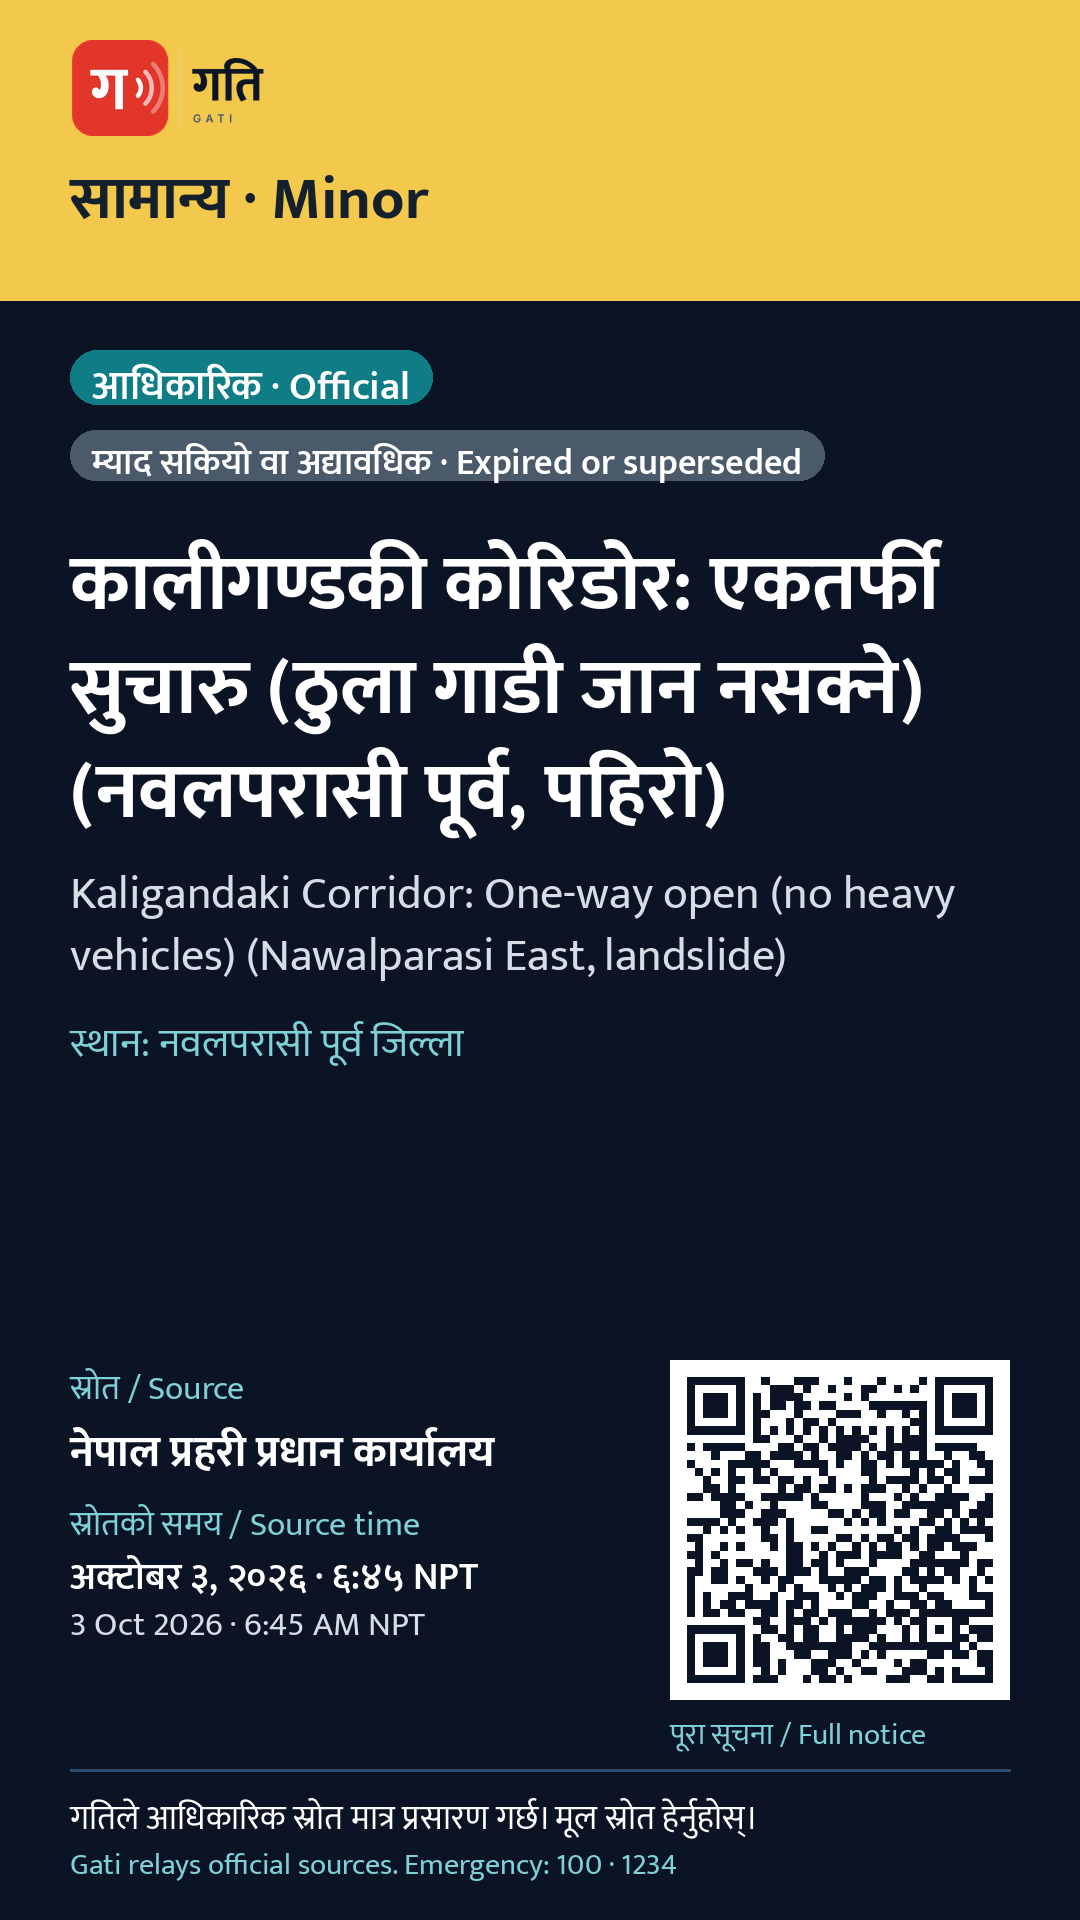 ग
गति
GATI
सामान्य · Minor
आधिकारिक · Official
म्याद सकियो वा अद्यावधिक · Expired or superseded
कालीगण्डकी कोरिडोर: एकतर्फी
सुचारु (ठुला गाडी जान नसक्ने)
(नवलपरासी पूर्व, पहिरो)
Kaligandaki Corridor: One-way open (no heavy
vehicles) (Nawalparasi East, landslide)
स्थान: नवलपरासी पूर्व जिल्ला
स्रोत / Source
नेपाल प्रहरी प्रधान कार्यालय
स्रोतको समय / Source time
अक्टोबर ३, २०२६ · ६:४५ NPT
3 Oct 2026 · 6:45 AM NPT
पूरा सूचना / Full notice
गतिले आधिकारिक स्रोत मात्र प्रसारण गर्छ। मूल स्रोत हेर्नुहोस्।
Gati relays official sources. Emergency: 100 · 1234